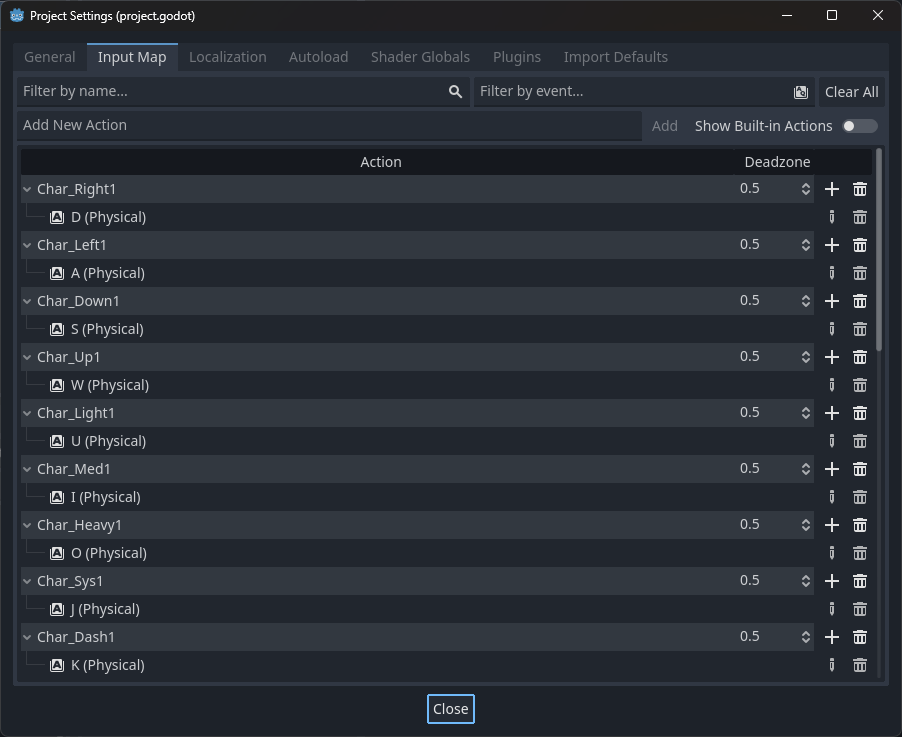 Project Settings (project.godot)
General Input Map Localization Autoload Shader Globals Plugins Import Defaults
Filter by name... Filter by event... Clear All
Add New Action Add Show Built-in Actions
Action Deadzone
Char_Right1 0.5
D (Physical)
Char_Left1 0.5
A (Physical)
Char_Down1 0.5
S (Physical)
Char_Up1 0.5
W (Physical)
Char_Light1 0.5
U (Physical)
Char_Med1 0.5
I (Physical)
Char_Heavy1 0.5
O (Physical)
Char_Sys1 0.5
J (Physical)
Char_Dash1 0.5
K (Physical)
Close